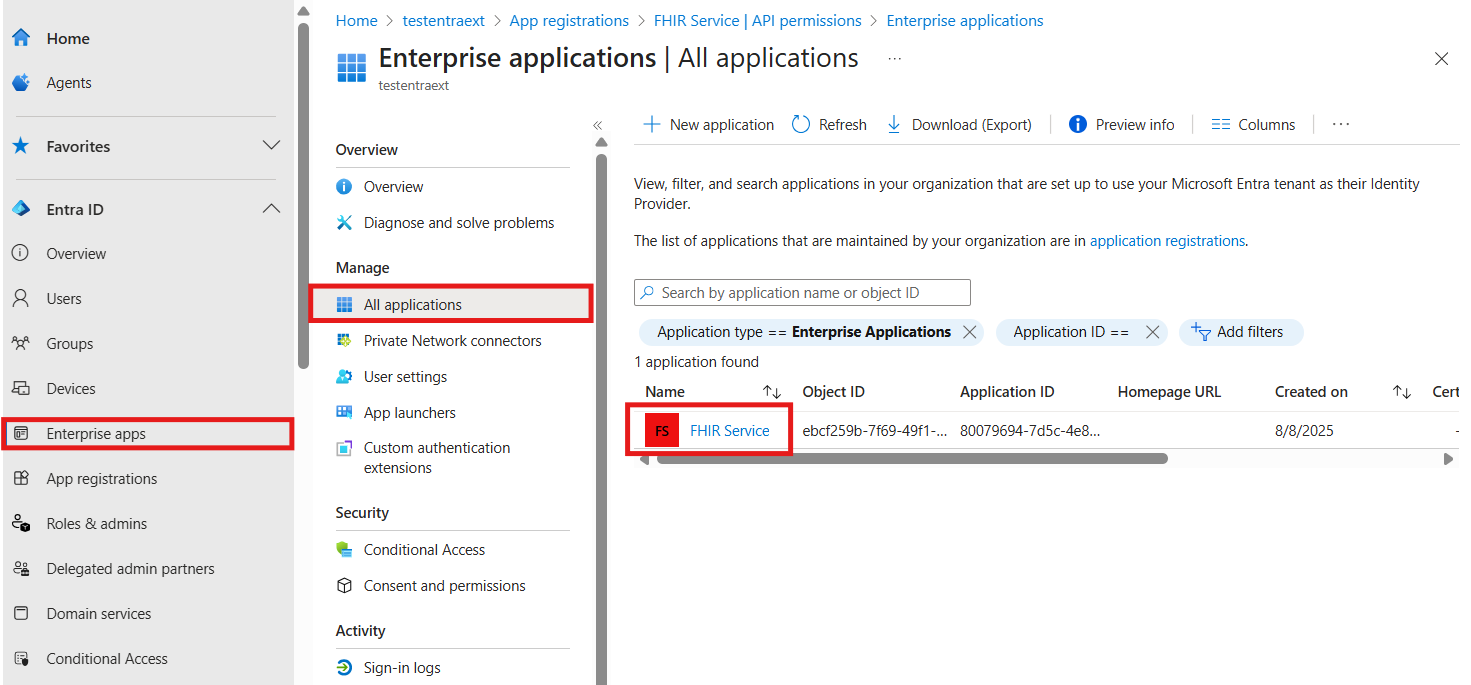 Home
Agents
Favorites
Entra ID
Overview
Users
Groups
Devices
Enterprise apps
App registrations
Roles & admins
Delegated admin partners
Domain services
Conditional Access
Home > testentraext > App registrations > FHIR Service | API permissions > Enterprise applications
Enterprise applications | All applications ...
testentraext
Overview
Overview
Diagnose and solve problems
Manage
All applications
Private Network connectors
User settings
App launchers
Custom authentication
extensions
Security
Conditional Access
Consent and permissions
Activity
Sign-in logs
New application Refresh Download (Export) Preview info Columns ...
View, filter, and search applications in your organization that are set up to use your Microsoft Entra tenant as their Identity
Provider.
The list of applications that are maintained by your organization are in application registrations.
Search by application name or object ID
Application type == Enterprise Applications Application ID == Add filters
1 application found
Name Object ID Application ID Homepage URL Created on Cert
FS FHIR Service ebcf259b-7f69-49f1-... 80079694-7d5c-4e8... 8/8/2025 -